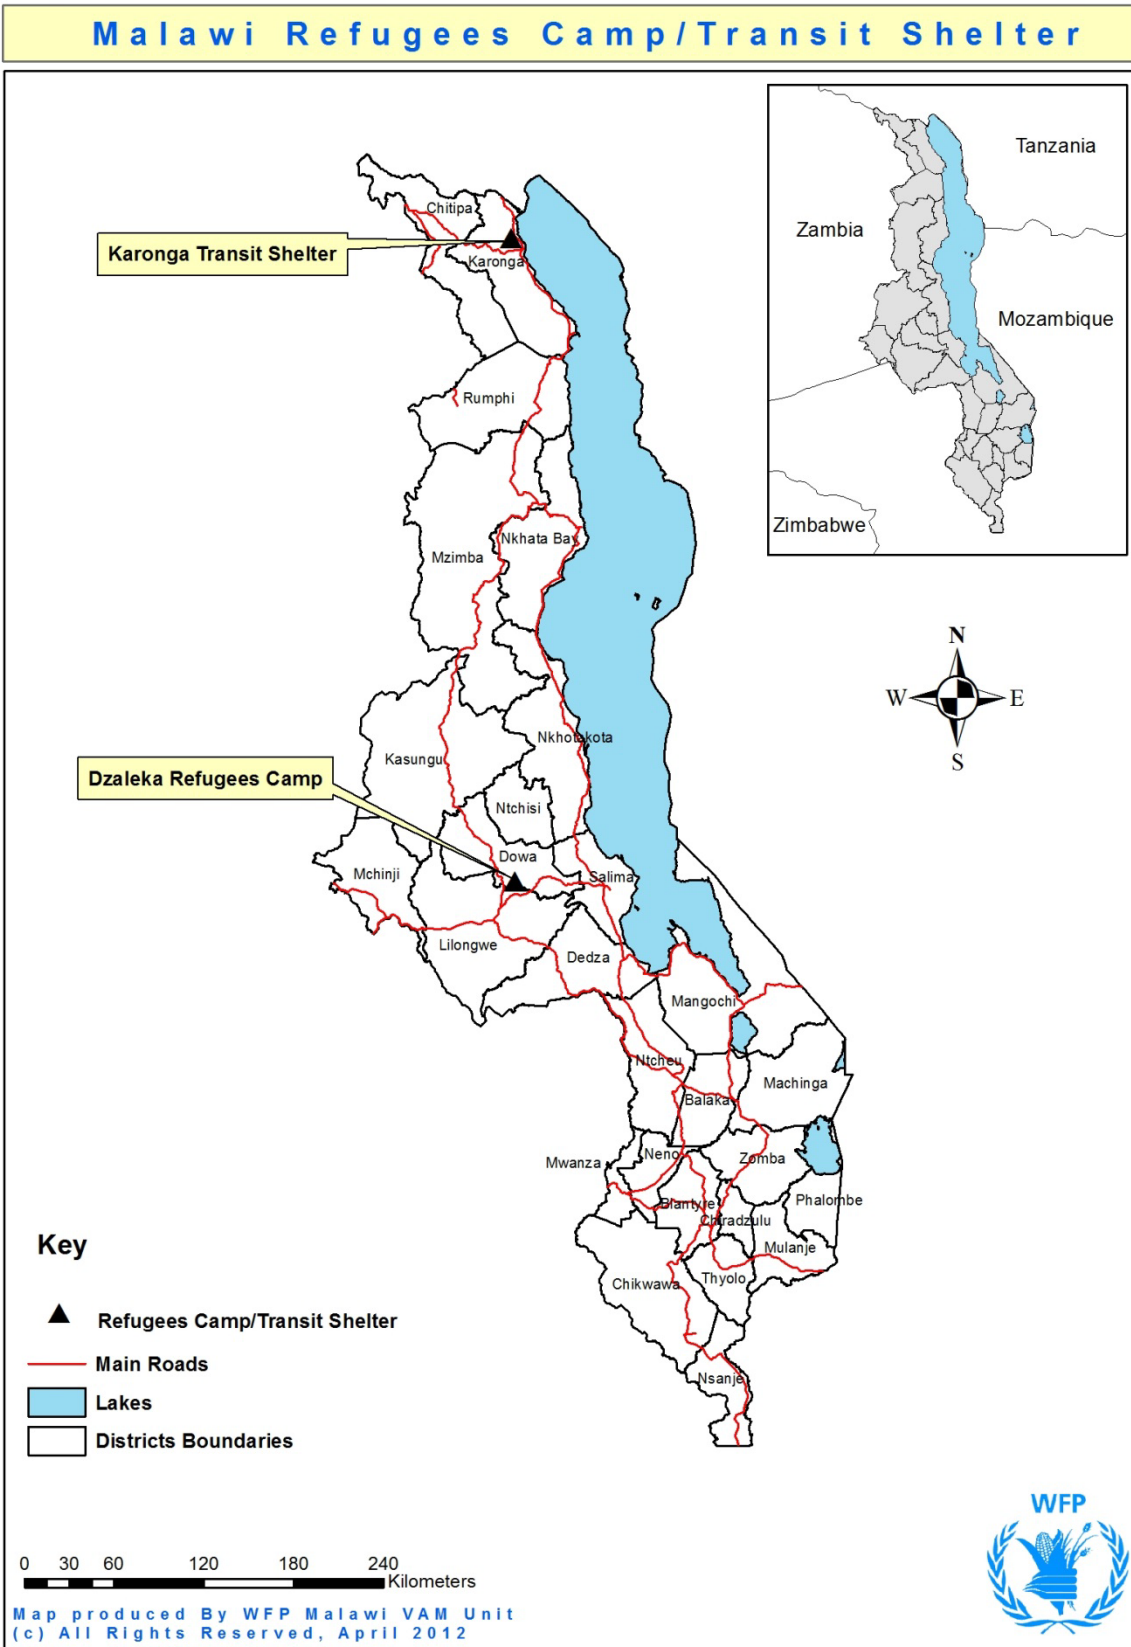 Malawi Refugees Camp/Transit Shelter
Tanzania
Zambia
Mozambique
Zimbabwe
Chitipa
Karonga Transit Shelter
Karonga
Rumphi
Nkhata Bay
Mzimba
N
W E
S
Nkhotakota
Kasungu
Dzaleka Refugees Camp
Ntchisi
Dowa
Mchinji
Salima
Lilongwe
Dedza
Mangochi
Ntcheu
Machinga
Balaka
Neno
Mwanza
Zomba
Blantyre
Phalombe
Chiradzulu
Mulanje
Chikwawa
Thyolo
Nsanje
Key
Refugees Camp/Transit Shelter
Main Roads
Lakes
Districts Boundaries
WFP
0 30 60 120 180 240
Kilometers
Map produced By WFP Malawi VAM Unit
(c) All Rights Reserved, April 2012